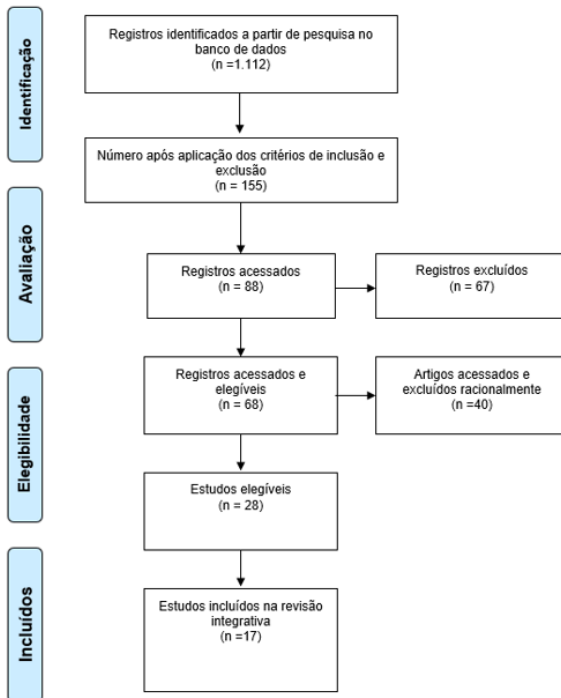 Identificação
Registros identificados a partir de pesquisa no
banco de dados
(n =1.112)
Número após aplicação dos critérios de inclusão e
exclusão
(n = 155)
Avaliação
Registros acessados
(n = 88)
Registros excluídos
(n = 67)
Elegibilidade
Registros acessados e
elegíveis
(n = 68)
Artigos acessados e
excluídos racionalmente
(n =40)
Estudos elegíveis
(n = 28)
Incluídos
Estudos incluídos na revisão
integrativa
(n =17)